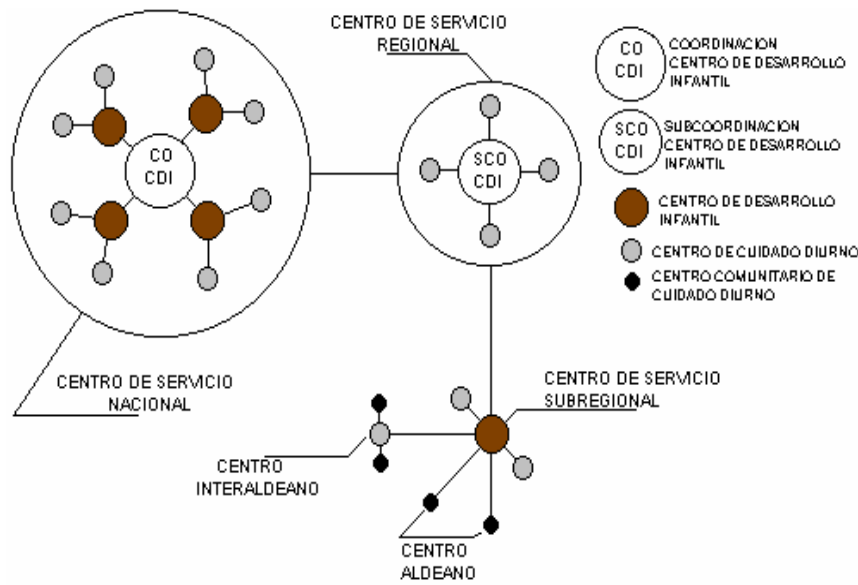 CENTRO DE SERVICIO
REGIONAL
CO
CDI
COORDINACION
CENTRO DE DESARROLLO
INFANTIL
SCO
CDI
SUBCOORDINACION
CENTRO DE DESARROLLO
INFANTIL
CENTRO DE DESARROLLO
INFANTIL
CENTRO DE CUIDADO DIURNO
CENTRO COMUNITARIO DE
CUIDADO DIURNO
CO
CDI
SCO
CDI
CENTRO DE SERVICIO
NACIONAL
CENTRO DE SERVICIO
SUBREGIONAL
CENTRO
INTERALDEANO
CENTRO
ALDEANO